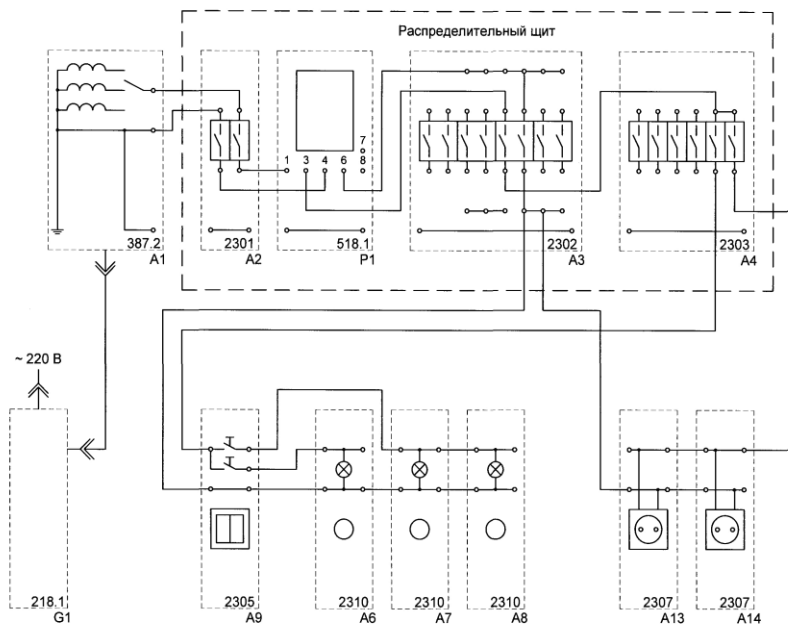 Распределительный щит
7
1 3 4 6 8
387.2 2301 518.1 2302 2303
A1 A2 P1 A3 A4
~ 220 В
218.1 2305 2310 2310 2310 2307 2307
G1 A9 A6 A7 A8 A13 A14